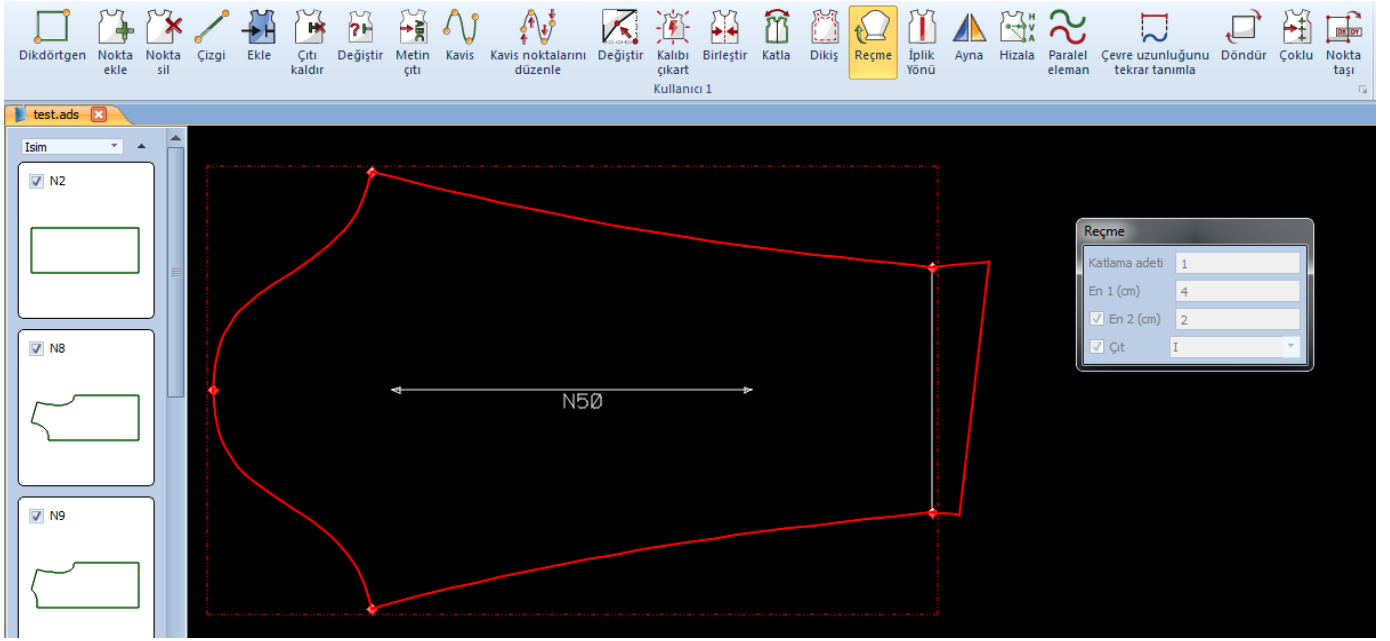 Dikdörtgen Nokta ekle Nokta sil Çizgi Ekle Çıtı kaldır Değiştir Metin çıtı Kavis Kavis noktalarını düzenle Değiştir Kalıbı çıkart Birleştir Katla Dikiş Reçme İplik Yönü Ayna Hizala Paralel eleman Çevre uzunluğunu tekrar tanımla Döndür Çoklu Nokta taşı
Kullanıcı 1
test.ads
Isim
N2
N8
N9
N50
Reçme
Katlama adeti 1
En 1 (cm) 4
En 2 (cm) 2
Çıt I